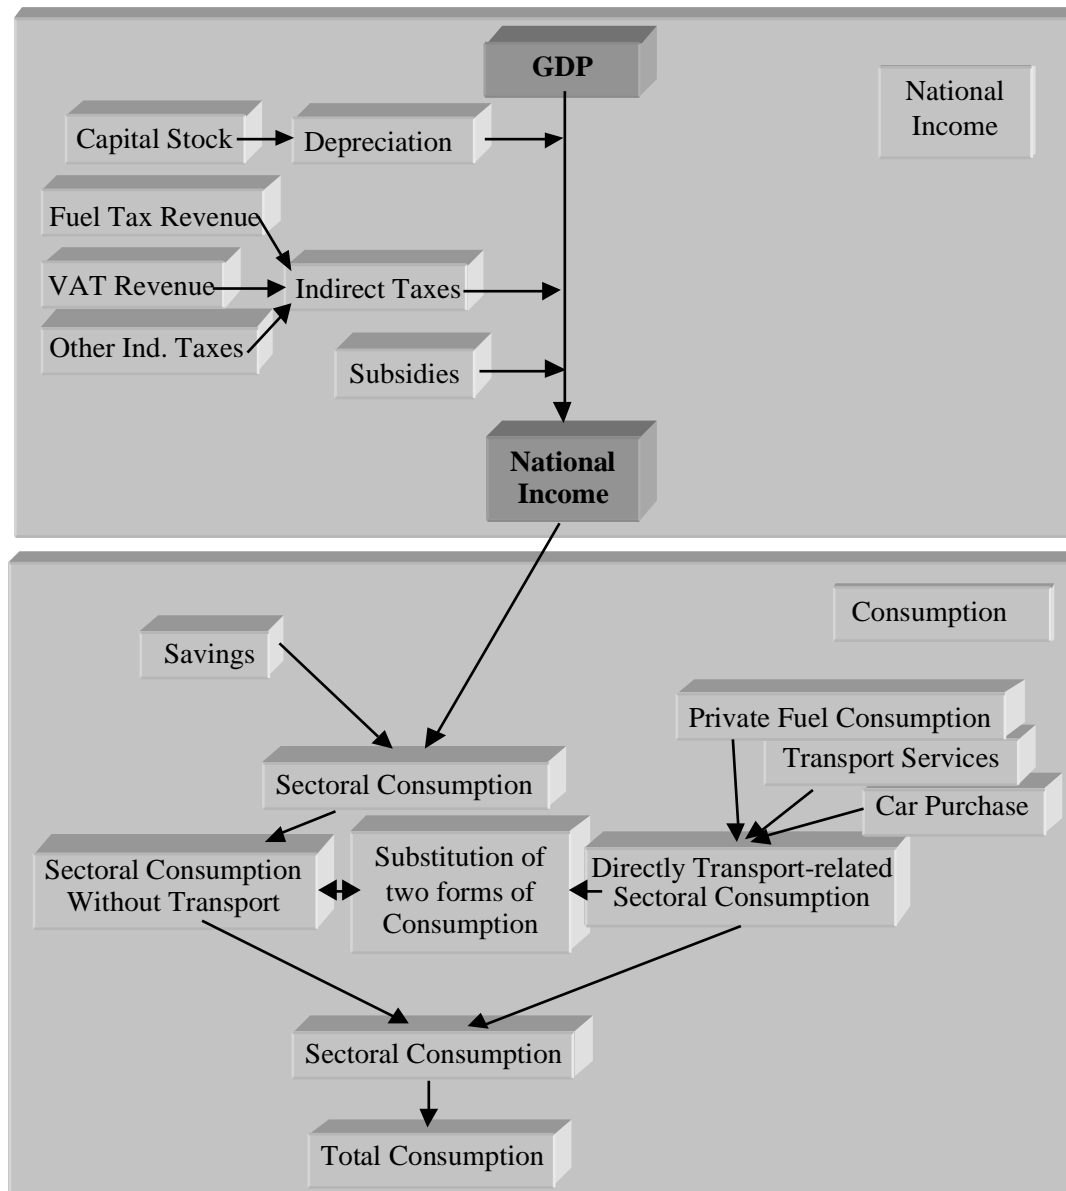 GDP
National
Income
Capital Stock
Depreciation
Fuel Tax Revenue
VAT Revenue
Indirect Taxes
Other Ind. Taxes
Subsidies
National
Income
Consumption
Savings
Private Fuel Consumption
Transport Services
Sectoral Consumption
Car Purchase
Sectoral Consumption
Without Transport
Substitution of
two forms of
Consumption
Directly Transport-related
Sectoral Consumption
Sectoral Consumption
Total Consumption